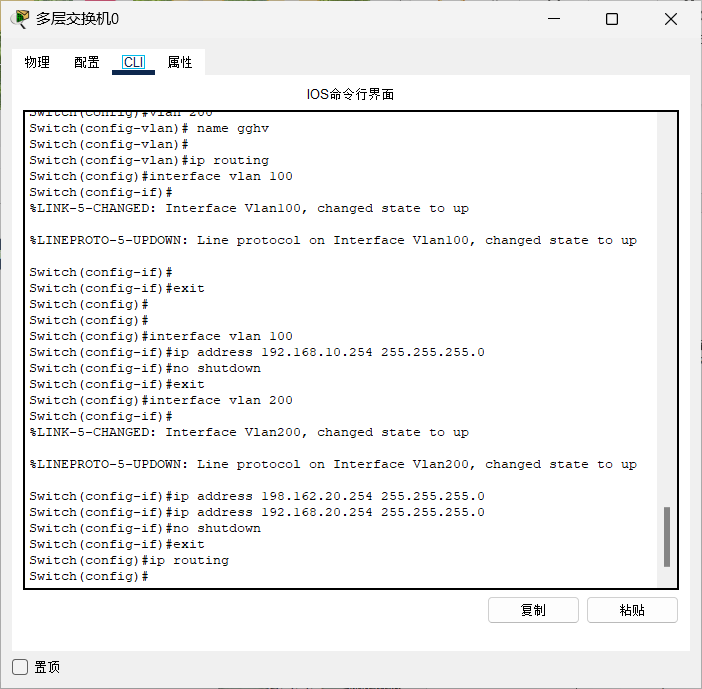 多层交换机0
物理 配置 CLI 属性
IOS命令行界面
Switch(config)#vlan 200
Switch(config-vlan)# name gghv
Switch(config-vlan)#
Switch(config-vlan)#ip routing
Switch(config)#interface vlan 100
Switch(config-if)#
%LINK-5-CHANGED: Interface Vlan100, changed state to up
%LINEPROTO-5-UPDOWN: Line protocol on Interface Vlan100, changed state to up
Switch(config-if)#
Switch(config-if)#exit
Switch(config)#
Switch(config)#
Switch(config)#interface vlan 100
Switch(config-if)#ip address 192.168.10.254 255.255.255.0
Switch(config-if)#no shutdown
Switch(config-if)#exit
Switch(config)#interface vlan 200
Switch(config-if)#
%LINK-5-CHANGED: Interface Vlan200, changed state to up
%LINEPROTO-5-UPDOWN: Line protocol on Interface Vlan200, changed state to up
Switch(config-if)#ip address 198.162.20.254 255.255.255.0
Switch(config-if)#ip address 192.168.20.254 255.255.255.0
Switch(config-if)#no shutdown
Switch(config-if)#exit
Switch(config)#ip routing
Switch(config)#
复制 粘贴
置顶